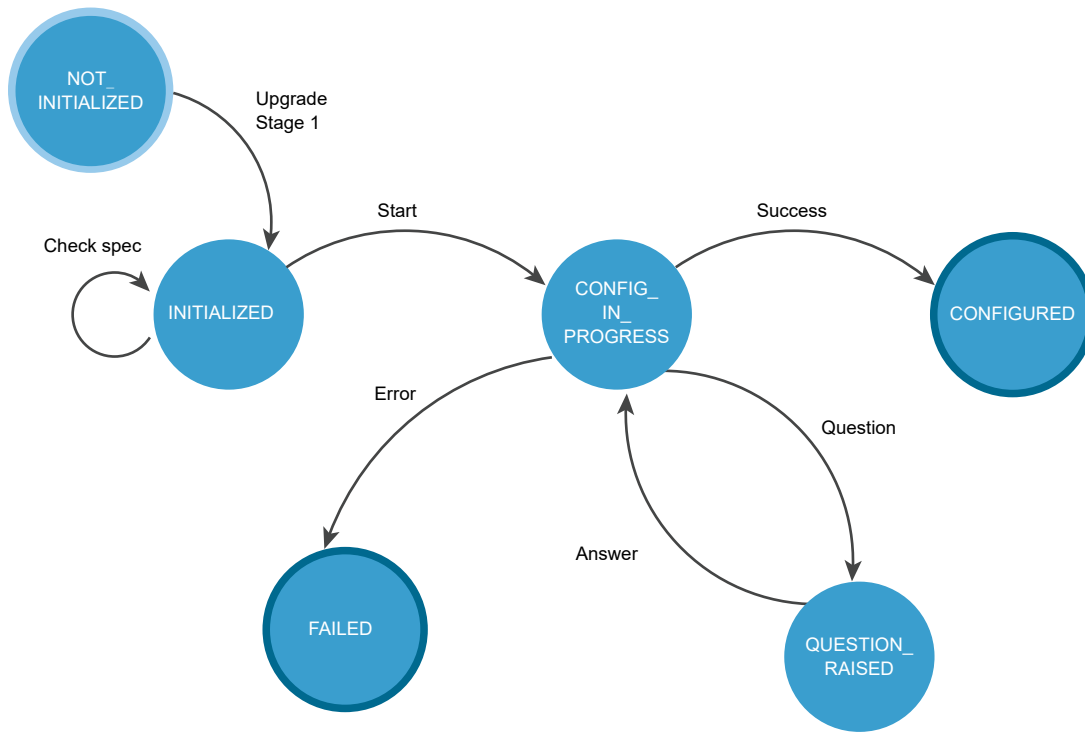 NOT_
INITIALIZED
Upgrade
Stage 1
Start
Success
Check spec
INITIALIZED
CONFIG_
IN_
PROGRESS
CONFIGURED
Error
Question
Answer
FAILED
QUESTION_
RAISED